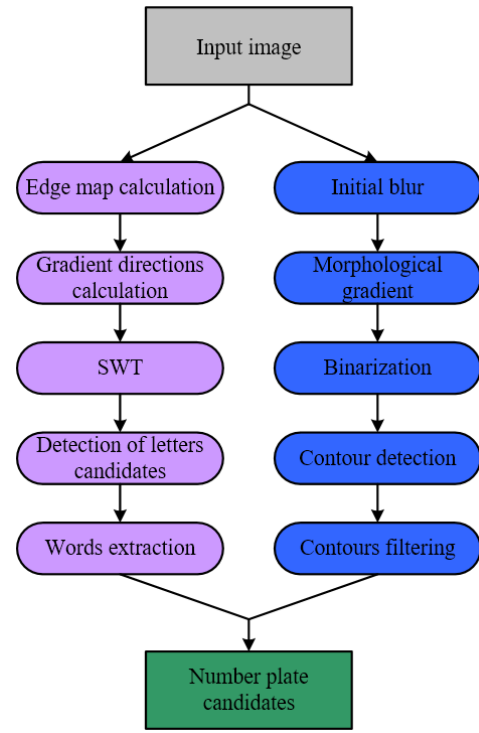 Input image
Edge map calculation
Gradient directions
calculation
SWT
Detection of letters
candidates
Words extraction
Initial blur
Morphological
gradient
Binarization
Contour detection
Contours filtering
Number plate
candidates